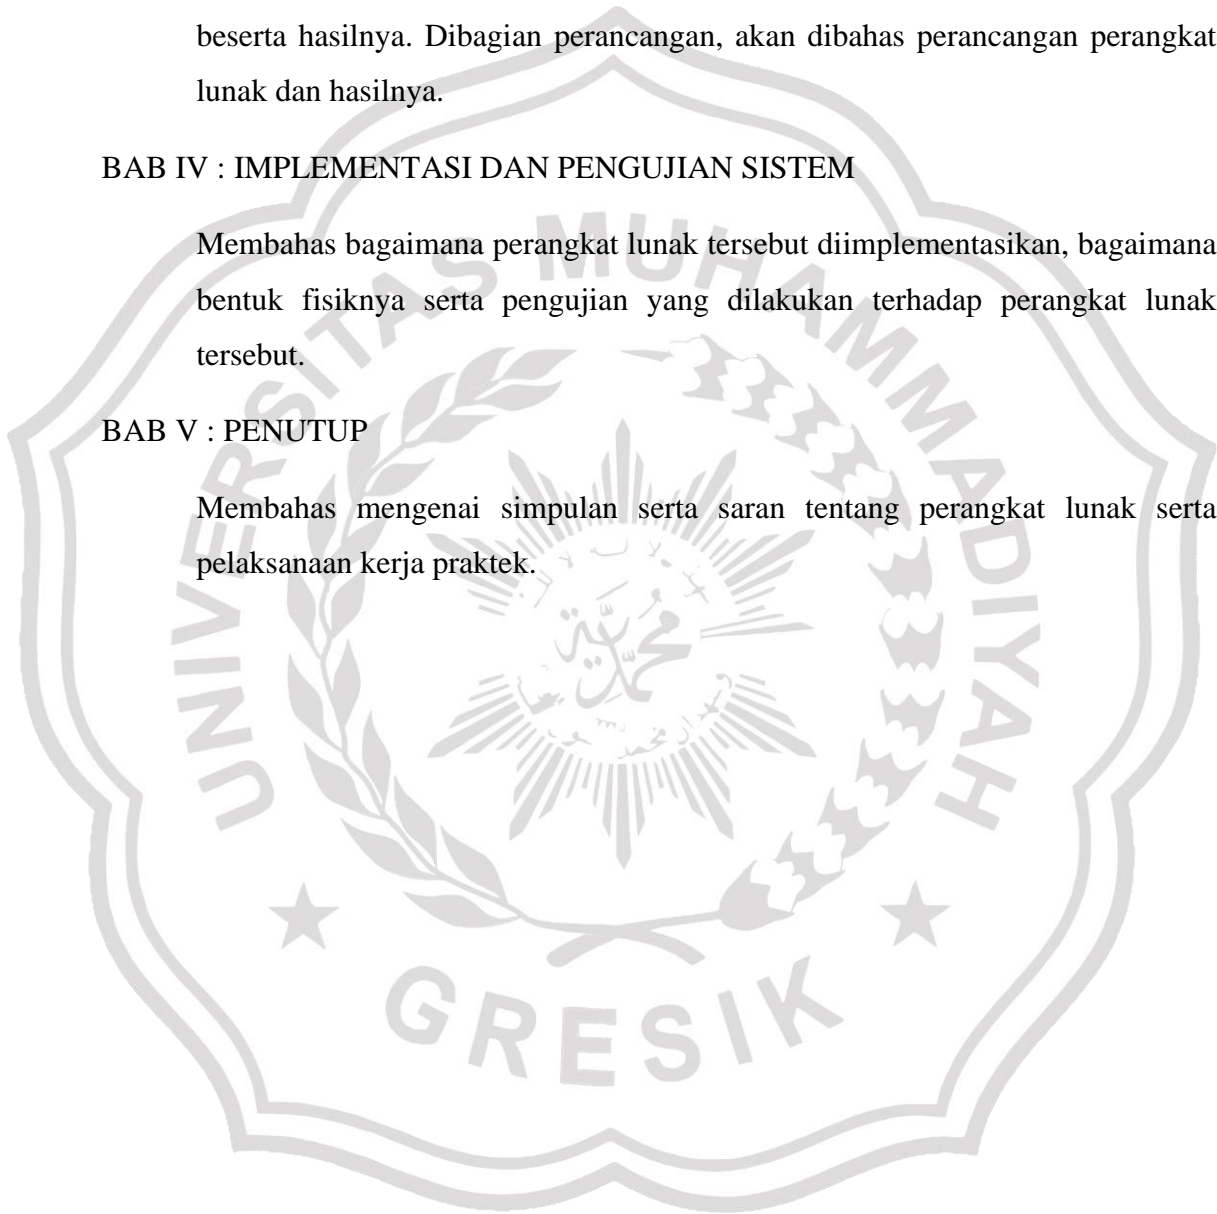 beserta hasilnya. Dibagian perancangan, akan dibahas perancangan perangkat
lunak dan hasilnya.
BAB IV : IMPLEMENTASI DAN PENGUJIAN SISTEM
Membahas bagaimana perangkat lunak tersebut diimplementasikan, bagaimana
bentuk fisiknya serta pengujian yang dilakukan terhadap perangkat lunak
tersebut.
BAB V : PENUTUP
Membahas mengenai simpulan serta saran tentang perangkat lunak serta
pelaksanaan kerja praktek.
UNIVERSITAS MUHAMMADIYAH
محمدية
GRESIK